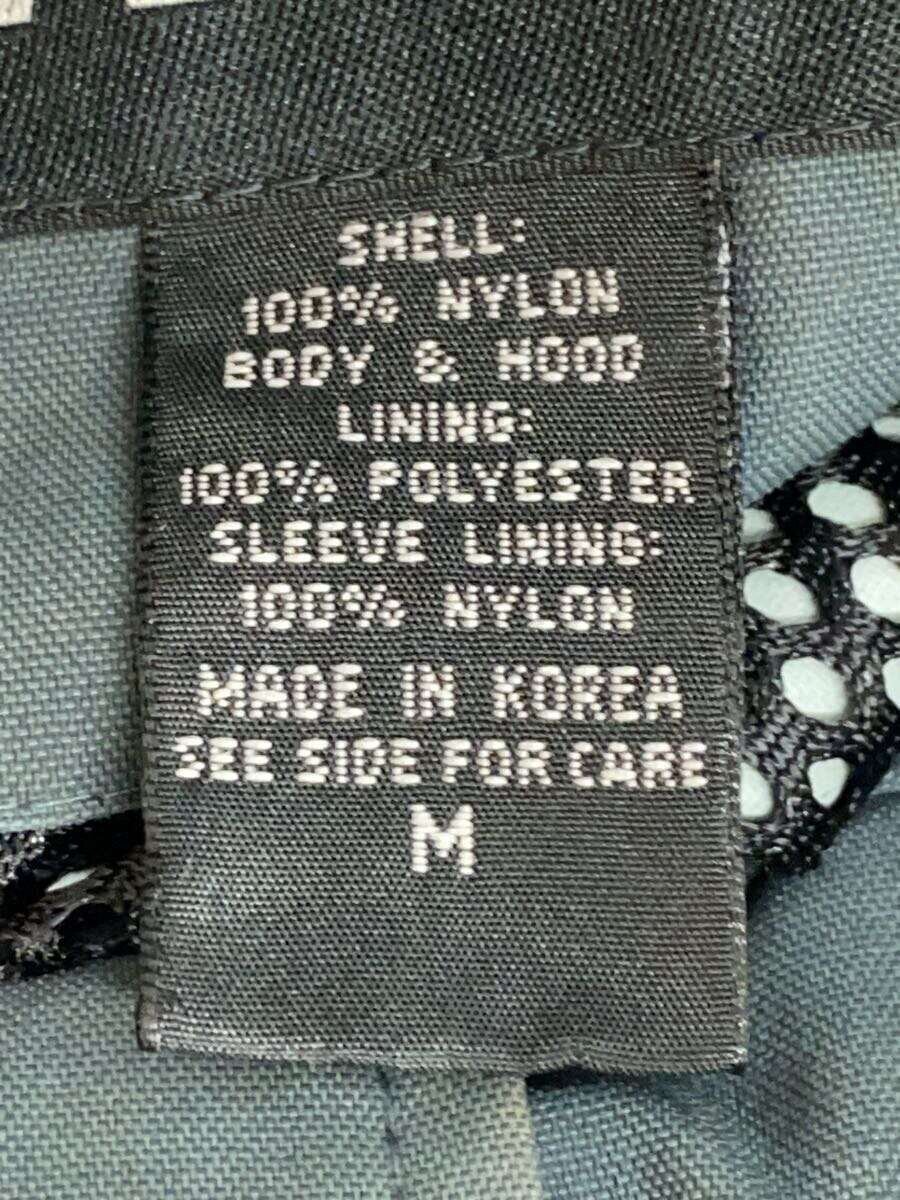 SHELL:
100% NYLON
BODY & HOOD
LINING:
100% POLYESTER
SLEEVE LINING:
100% NYLON
MADE IN KOREA
SEE SIDE FOR CARE
M